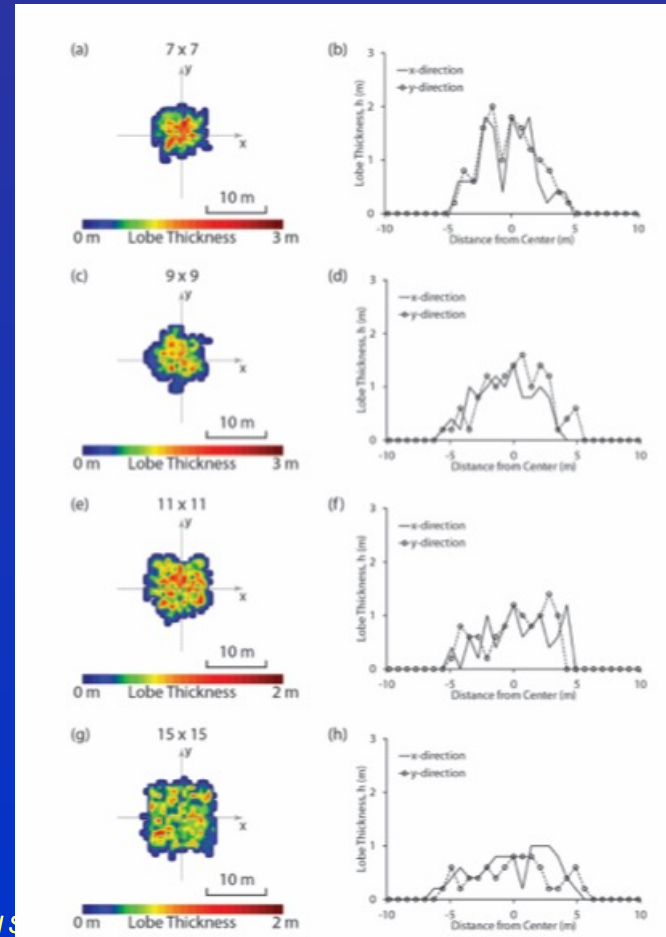 (a)
7 x 7
y
x
10 m
0 m Lobe Thickness 3 m
(b)
3
2
1
0
Lobe Thickness, h (m)
x-direction
y-direction
-10 -5 0 5 10
Distance from Center (m)
(c)
9 x 9
y
x
10 m
0 m Lobe Thickness 3 m
(d)
3
2
1
0
Lobe Thickness, h (m)
x-direction
y-direction
-10 -5 0 5 10
Distance from Center (m)
(e)
11 x 11
y
x
10 m
0 m Lobe Thickness 2 m
(f)
3
2
1
0
Lobe Thickness, h (m)
x-direction
y-direction
-10 -5 0 5 10
Distance from Center (m)
(g)
15 x 15
y
x
10 m
0 m Lobe Thickness 2 m
(h)
3
2
1
0
Lobe Thickness, h (m)
x-direction
y-direction
-10 -5 0 5 10
Distance from Center (m)